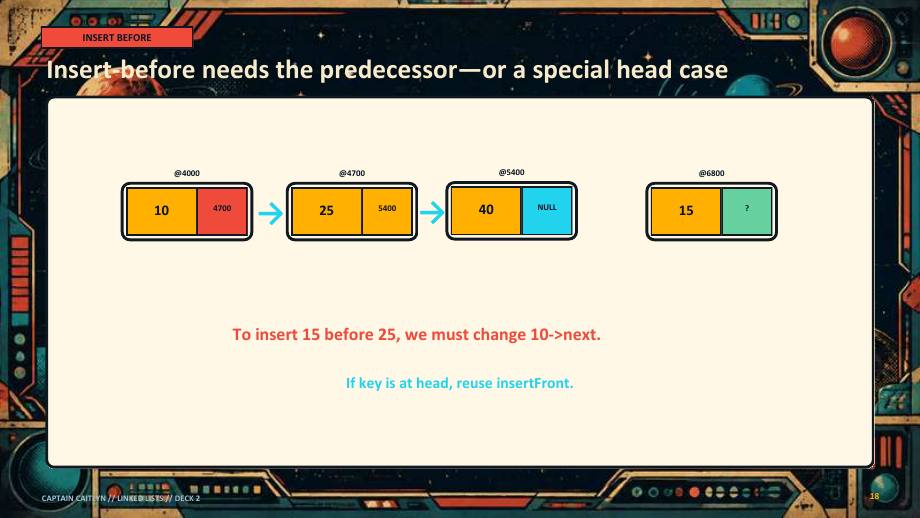 INSERT BEFORE
Insert-before needs the predecessor—or a special head case
@4000
@4700
@5400
@6800
10
4700
25
5400
40
NULL
15
?
To insert 15 before 25, we must change 10->next.
If key is at head, reuse insertFront.
CAPTAIN CAITLYN // LINKED LISTS // DECK 2
18